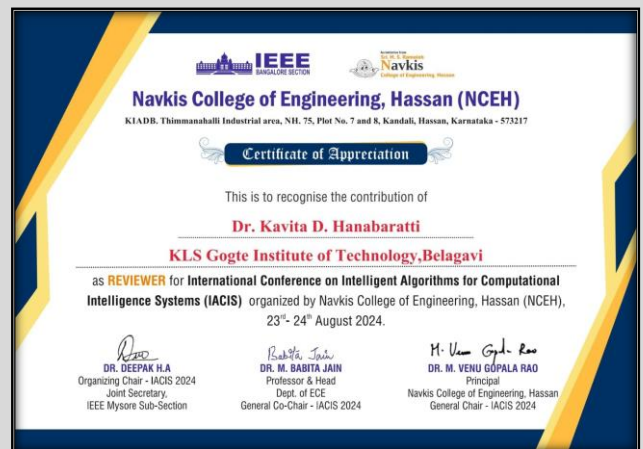 IEEE
BANGALORE SECTION
Navkis
College of Engineering, Hassan
Navkis College of Engineering, Hassan (NCEH)
KIADB. Thimmanahalli Industrial area, NH. 75, Plot No. 7 and 8, Kandali, Hassan, Karnataka - 573217
Certificate of Appreciation
This is to recognise the contribution of
Dr. Kavita D. Hanabaratti
KLS Gogte Institute of Technology,Belagavi
as REVIEWER for International Conference on Intelligent Algorithms for Computational
Intelligence Systems (IACIS) organized by Navkis College of Engineering, Hassan (NCEH),
23rd- 24th August 2024.
Babita Jain
M. Venu Gopala Rao
DR. DEEPAK H.A
Organizing Chair - IACIS 2024
Joint Secretary,
IEEE Mysore Sub-Section
DR. M. BABITA JAIN
Professor & Head
Dept. of ECE
General Co-Chair - IACIS 2024
DR. M. VENU GOPALA RAO
Principal
Navkis College of Engineering, Hassan
General Chair - IACIS 2024